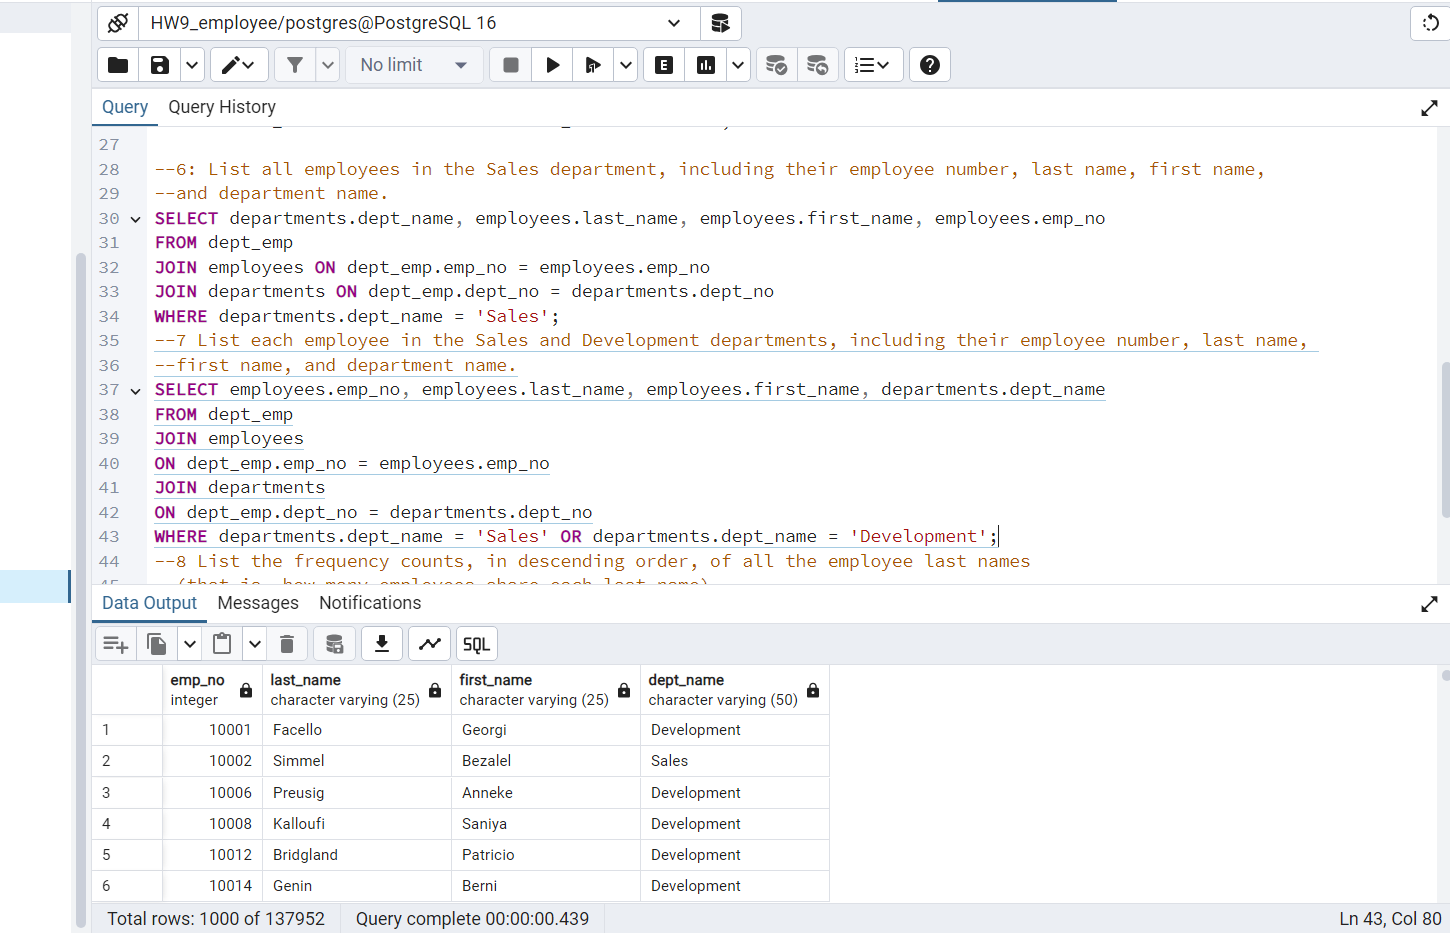 HW9_employee/postgres@PostgreSQL 16
No limit
E
Query Query History
27
28 --6: List all employees in the Sales department, including their employee number, last name, first name,
29 --and department name.
30 SELECT departments.dept_name, employees.last_name, employees.first_name, employees.emp_no
31 FROM dept_emp
32 JOIN employees ON dept_emp.emp_no = employees.emp_no
33 JOIN departments ON dept_emp.dept_no = departments.dept_no
34 WHERE departments.dept_name = 'Sales';
35 --7 List each employee in the Sales and Development departments, including their employee number, last name,
36 --first name, and department name.
37 SELECT employees.emp_no, employees.last_name, employees.first_name, departments.dept_name
38 FROM dept_emp
39 JOIN employees
40 ON dept_emp.emp_no = employees.emp_no
41 JOIN departments
42 ON dept_emp.dept_no = departments.dept_no
43 WHERE departments.dept_name = 'Sales' OR departments.dept_name = 'Development';
44 --8 List the frequency counts, in descending order, of all the employee last names
45 --(that is, how many employees share each last name)
Data Output Messages Notifications
SQL
emp_no last_name first_name dept_name
integer character varying (25) character varying (25) character varying (50)
1 10001 Facello Georgi Development
2 10002 Simmel Bezalel Sales
3 10006 Preusig Anneke Development
4 10008 Kalloufi Saniya Development
5 10012 Bridgland Patricio Development
6 10014 Genin Berni Development
Total rows: 1000 of 137952 Query complete 00:00:00.439 Ln 43, Col 80